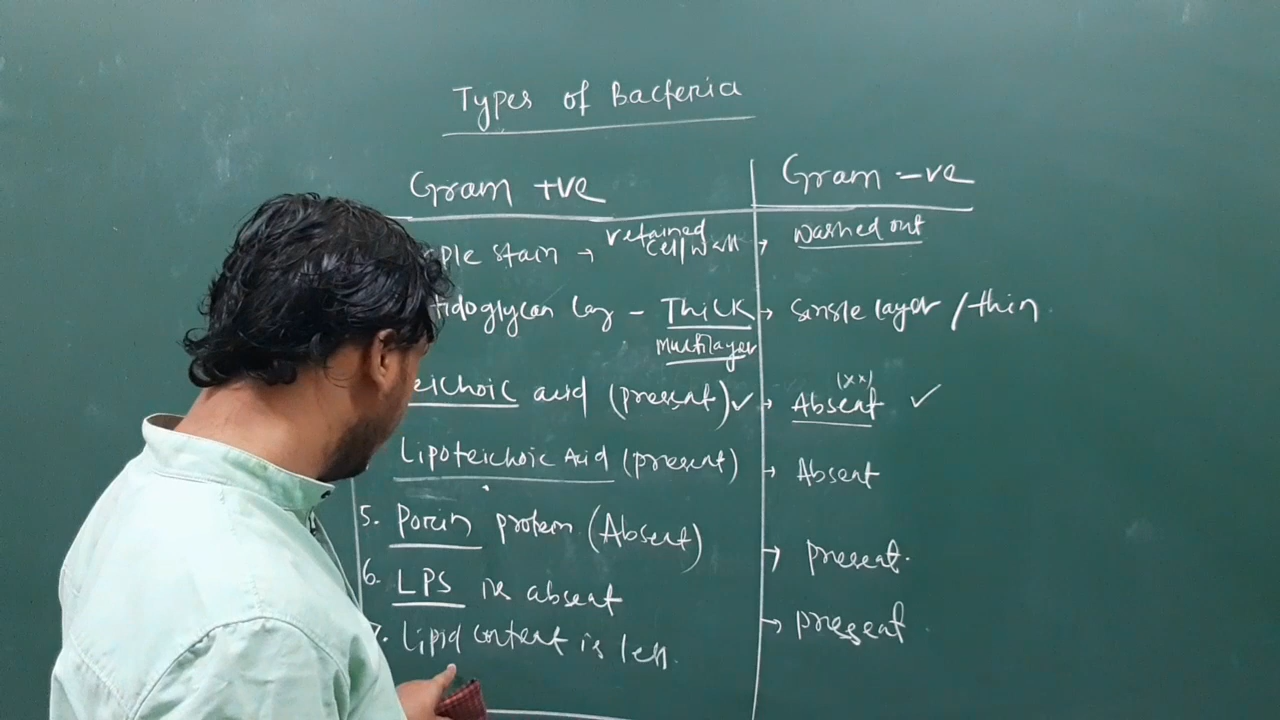 Types of Bacteria
Gram +ve
Gram -ve
ple stain → retained cell/wall
→ washed out
tidoglycan lay - Thick
Multilayer
→ Single layer / thin
eichoic acid (present) ✓
(xx)
→ Absent ✓
Lipoteichoic Acid (present)
→ Absent
5. Porin protein (Absent)
→ present.
6. LPS is absent
→ present
7. Lipid content is less.